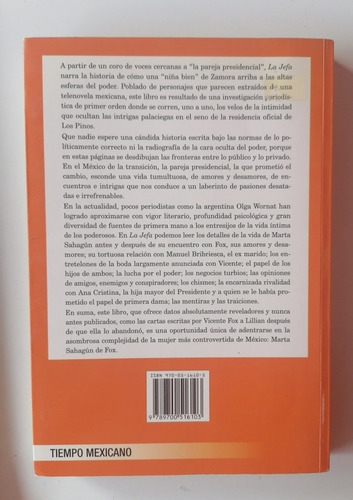 A partir de un coro de voces cercanas a "la pareja presidencial", La Jefa
narra la historia de cómo una "niña bien" de Zamora arriba a las altas
esferas del poder. Poblado de personajes que parecen extraídos de una
telenovela mexicana, este libro es resultado de una investigación periodís-
tica de primer orden donde se corren, uno a uno, los velos de la intimidad
que ocultan las intrigas palaciegas en el seno de la residencia oficial de
Los Pinos.
Que nadie espere una cándida historia escrita bajo las normas de lo po-
líticamente correcto ni la radiografía de la cara oculta del poder, porque
en estas páginas se desdibujan las fronteras entre lo público y lo privado.
En el México de la transición, la pareja presidencial, la que prometió el
cambio, esconde una vida tumultuosa, de amores y desamores, de en-
cuentros e intrigas que nos conduce a un laberinto de pasiones desata-
das e irrefrenables.
En la actualidad, pocos periodistas como la argentina Olga Wornat han
logrado aproximarse con vigor literario, profundidad psicológica y gran
diversidad de fuentes de primera mano a los entresijos de la vida íntima
de los poderosos. En La Jefa podemos leer los detalles de la vida de Marta
Sahagún antes y después de su encuentro con Fox, sus amores y desa-
mores; su tortuosa relación con Manuel Bribriesca, el ex marido; los en-
tretelones de la boda largamente anunciada con Vicente; el papel de los
hijos de ambos; la lucha por el poder; los negocios turbios; las opiniones
de amigos, enemigos y conspiradores; los chismes; la encarnizada rivalidad
con Ana Cristina, la hija mayor del Presidente y a quien se le había pro-
metido el papel de primera dama; las mentiras y las traiciones.
En suma, este libro, que ofrece datos absolutamente reveladores y nunca
antes publicados, como las cartas escritas por Vicente Fox a Lillian después
de que ella lo abandonó, es una oportunidad única de adentrarse en la
asombrosa complejidad de la mujer más controvertida de México: Marta
Sahagún de Fox.
ISBN 970-05-1610-5
9 789700 516103
TIEMPO MEXICANO